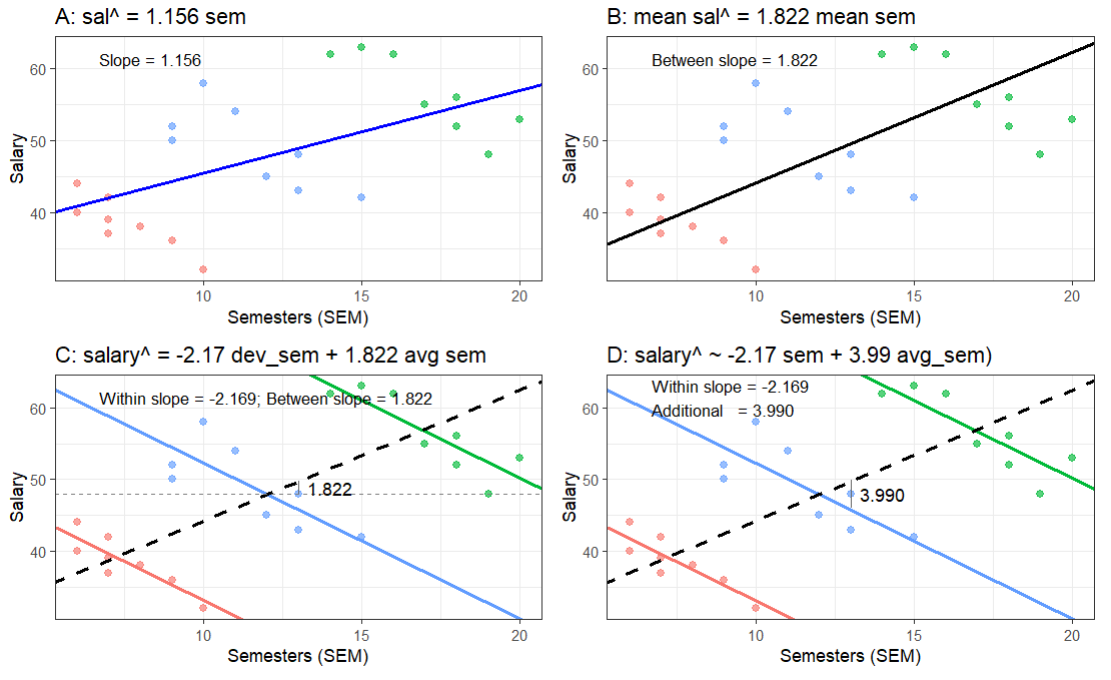 A: sal^ = 1.156 sem
Slope = 1.156
60
50
40
Salary
10
15
20
Semesters (SEM)
B: mean sal^ = 1.822 mean sem
Between slope = 1.822
60
50
40
Salary
10
15
20
Semesters (SEM)
C: salary^ = -2.17 dev_sem + 1.822 avg sem
Within slope = -2.169; Between slope = 1.822
60
50
40
1.822
Salary
10
15
20
Semesters (SEM)
D: salary^ ~ -2.17 sem + 3.99 avg_sem)
Within slope = -2.169
Additional = 3.990
60
50
40
3.990
Salary
10
15
20
Semesters (SEM)